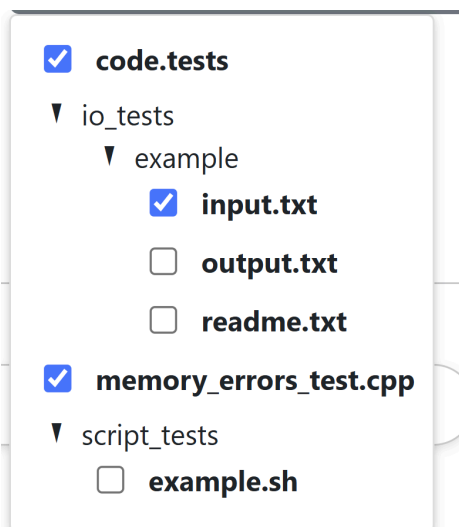 code.tests
io_tests
example
input.txt
output.txt
readme.txt
memory_errors_test.cpp
script_tests
example.sh